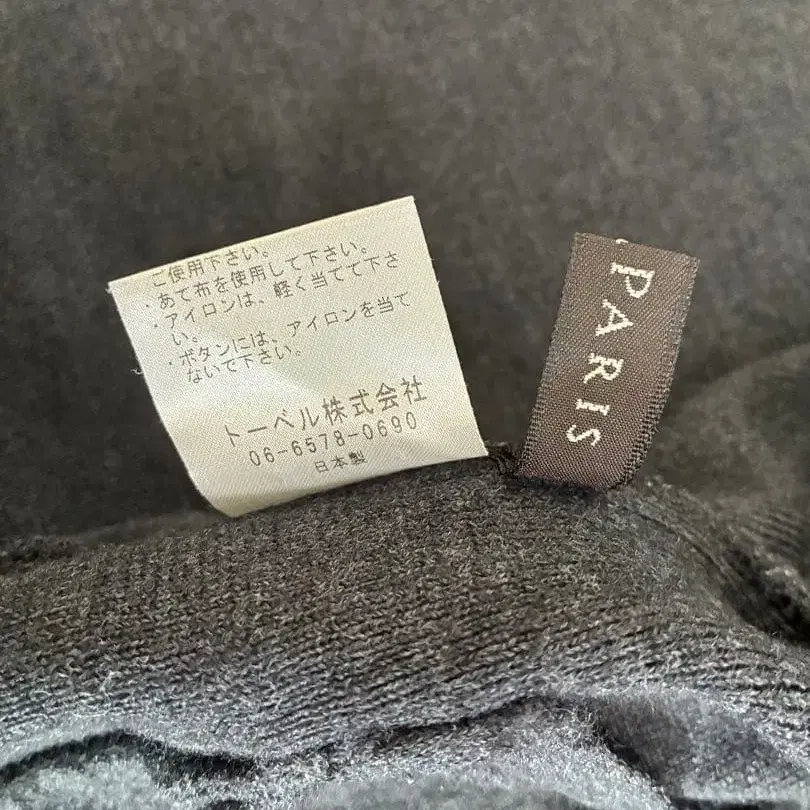 ご使用下さい。
・あて布を使用して下さい。
・アイロンは、軽く当てて下さ
い。
・ボタンには、アイロンを当て
ないで下さい。
トーベル株式会社
06-6578-0690
日本製
PARIS